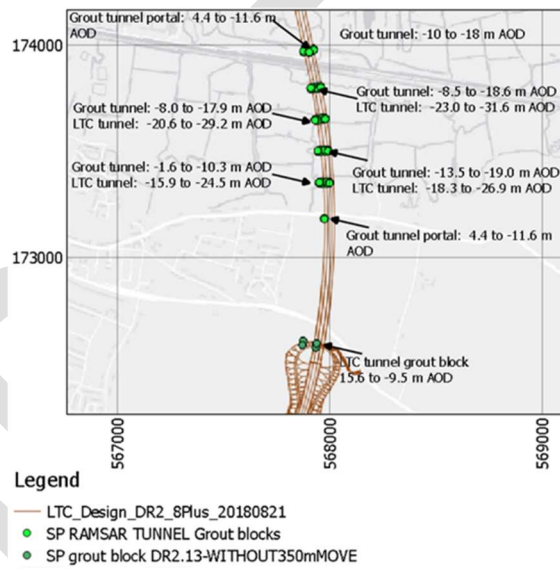 Grout tunnel portal: 4.4 to -11.6 m
AOD
Grout tunnel: -10 to -18 m AOD
174000
Grout tunnel: -8.5 to -18.6 m AOD
LTC tunnel: -23.0 to -31.6 m AOD
Grout tunnel: -8.0 to -17.9 m AOD
LTC tunnel: -20.6 to -29.2 m AOD
Grout tunnel: -1.6 to -10.3 m AOD
LTC tunnel: -15.9 to -24.5 m AOD
Grout tunnel: -13.5 to -19.0 m AOD
LTC tunnel: -18.3 to -26.9 m AOD
Grout tunnel portal: 4.4 to -11.6 m
AOD
173000
LTC tunnel grout block
15.6 to -9.5 m AOD
567000
568000
569000
Legend
LTC_Design_DR2_8Plus_20180821
SP RAMSAR TUNNEL Grout blocks
SP grout block DR2.13-WITHOUT350mMOVE